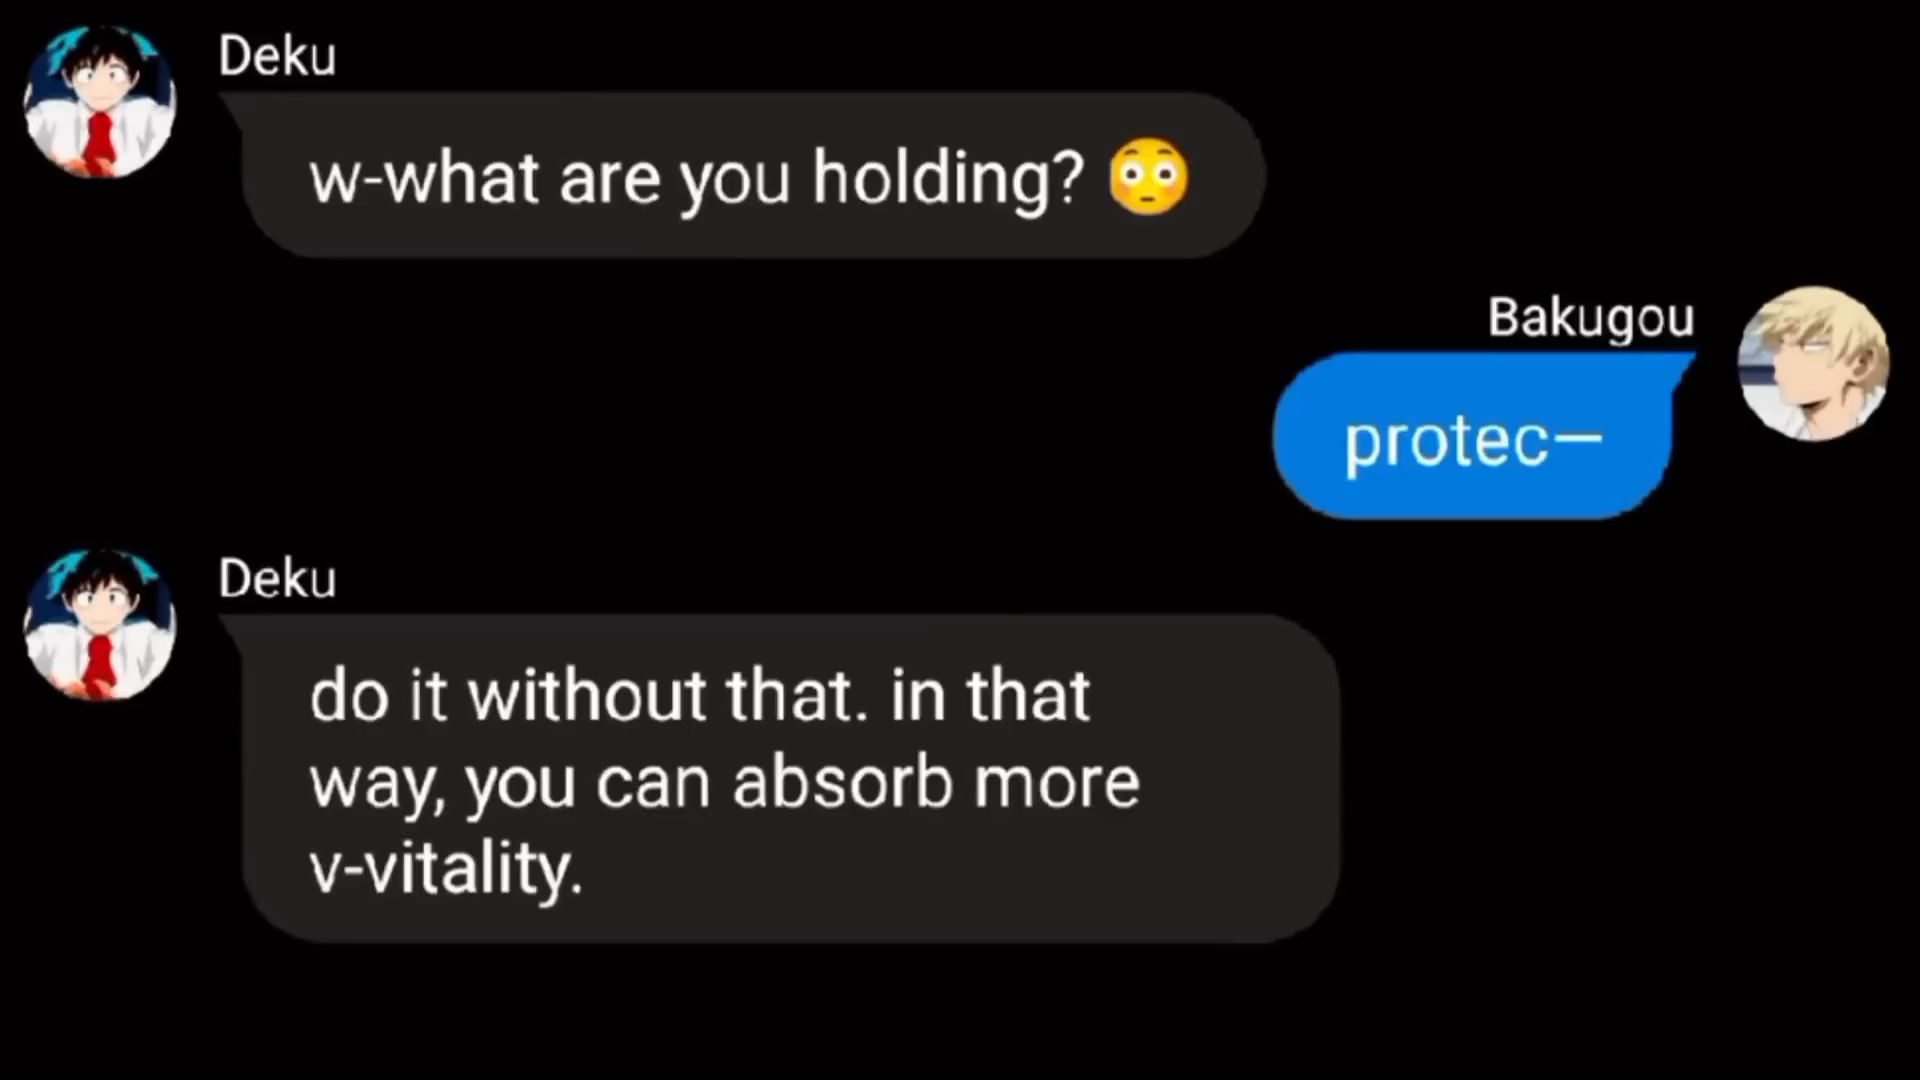 Deku
w-what are you holding? 😳
Bakugou
protec—
Deku
do it without that. in that
way, you can absorb more
v-vitality.